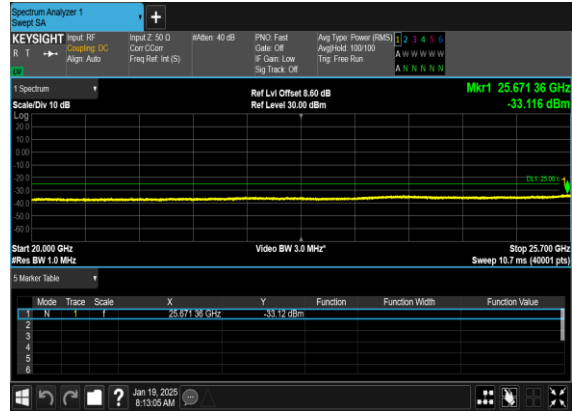 Spectrum Analyzer 1
Swept SA
+
KEYSIGHT Input: RF Input Z: 50 Ω #Atten: 40 dB PNO: Fast Avg Type: Power (RMS) 1 2 3 4 5 6
R T Coupling: DC Corr CCorr Gate: Off Avg|Hold: 100/100 A W W W W W
Align: Auto Freq Ref: Int (S) IF Gain: Low Trig: Free Run
Sig Track: Off A N N N N N
1 Spectrum
Ref Lvl Offset 8.60 dB Mkr1 25.671 36 GHz
Scale/Div 10 dB Ref Level 30.00 dBm -33.116 dBm
Log
20.0
10.0
0.00
-10.0
-20.0
DL1 -25.00
1
-30.0
-40.0
-50.0
-60.0
Start 20.000 GHz Video BW 3.0 MHz* Stop 25.700 GHz
#Res BW 1.0 MHz Sweep 10.7 ms (40001 pts)
5 Marker Table
Mode Trace Scale X Y Function Function Width Function Value
1 N 1 f 25.671 36 GHz -33.12 dBm
2
3
4
5
6
? Jan 19, 2025
8:13:05 AM